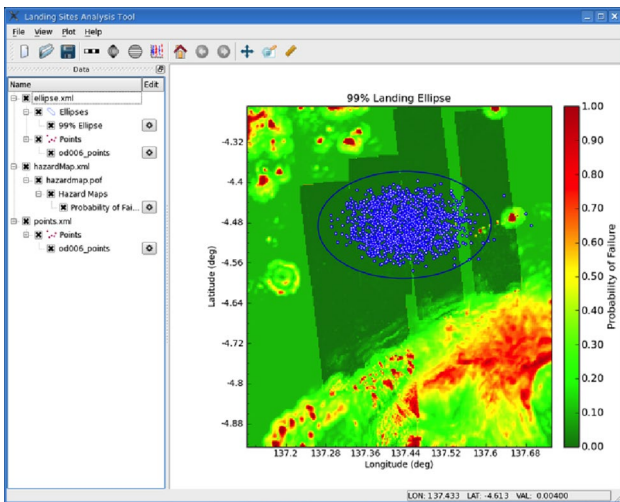 Landing Sites Analysis Tool
File View Plot Help
Data
Name Edit
ellipse.xml
Ellipses
99% Ellipse
Points
od006_points
hazardMap.xml
hazardmap.pof
Hazard Maps
Probability of Fai...
points.xml
Points
od006_points
99% Landing Ellipse
-4.32
-4.4
-4.48
-4.56
-4.64
-4.72
-4.8
-4.88
Latitude (deg)
137.2 137.28 137.36 137.44 137.52 137.6 137.68
Longitude (deg)
1.00
0.90
0.80
0.70
0.60
0.50
0.40
0.30
0.20
0.10
0.00
Probability of Failure
LON: 137.433 LAT: -4.613 VAL: 0.00400